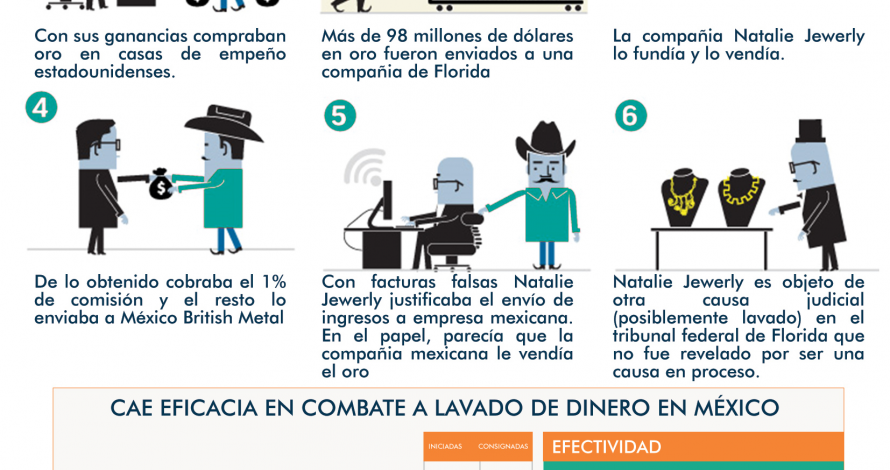 Con sus ganancias compraban
oro en casas de empeño
estadounidenses.
Más de 98 millones de dólares
en oro fueron enviados a una
compañia de Florida
La compañia Natalie Jewerly
lo fundía y lo vendía.
4
$
De lo obtenido cobraba el 1%
de comisión y el resto lo
enviaba a México British Metal
5
Con facturas falsas Natalie
Jewerly justificaba el envío de
ingresos a empresa mexicana.
En el papel, parecía que la
compañia mexicana le vendía
el oro
6
Natalie Jewerly es objeto de
otra causa judicial
(posiblemente lavado) en el
tribunal federal de Florida que
no fue revelado por ser una
causa en proceso.
CAE EFICACIA EN COMBATE A LAVADO DE DINERO EN MÉXICO
INICIADAS CONSIGNADAS EFECTIVIDAD